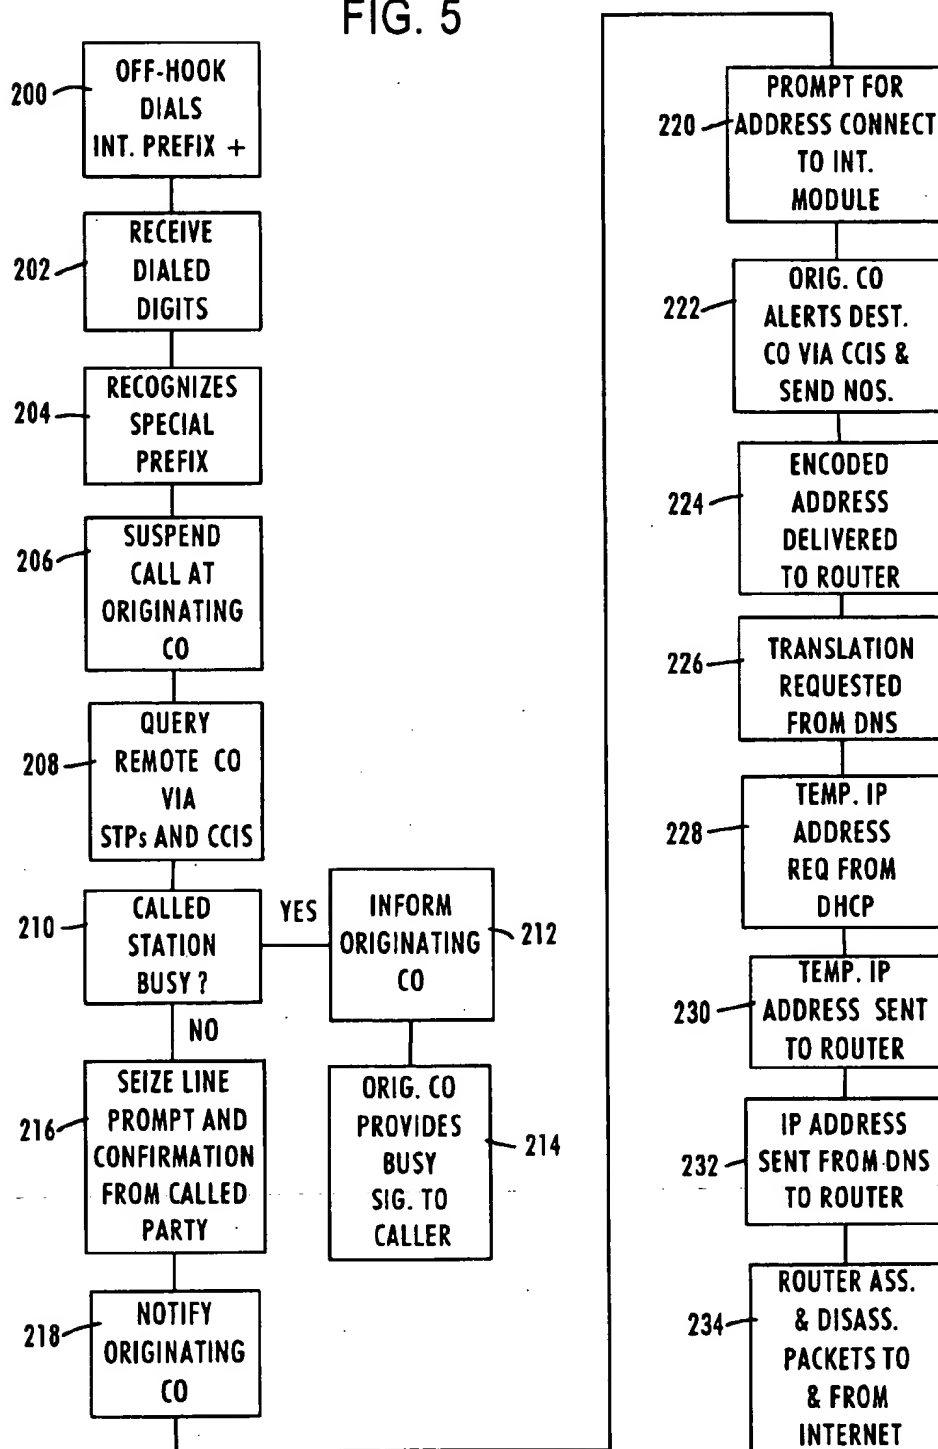 FIG. 5
200
OFF-HOOK
DIALS
INT. PREFIX +
202
RECEIVE
DIALED
DIGITS
204
RECOGNIZES
SPECIAL
PREFIX
206
SUSPEND
CALL AT
ORIGINATING
CO
208
QUERY
REMOTE CO
VIA
STPs AND CCIS
210
CALLED
STATION
BUSY ?
YES
INFORM
ORIGINATING
CO
212
NO
ORIG. CO
PROVIDES
BUSY
SIG. TO
CALLER
214
216
SEIZE LINE
PROMPT AND
CONFIRMATION
FROM CALLED
PARTY
218
NOTIFY
ORIGINATING
CO
220
PROMPT FOR
ADDRESS CONNECT
TO INT.
MODULE
222
ORIG. CO
ALERTS DEST.
CO VIA CCIS &
SEND NOS.
224
ENCODED
ADDRESS
DELIVERED
TO ROUTER
226
TRANSLATION
REQUESTED
FROM DNS
228
TEMP. IP
ADDRESS
REQ FROM
DHCP
230
TEMP. IP
ADDRESS SENT
TO ROUTER
232
IP ADDRESS
SENT FROM DNS
TO ROUTER
234
ROUTER ASS.
& DISASS.
PACKETS TO
& FROM
INTERNET